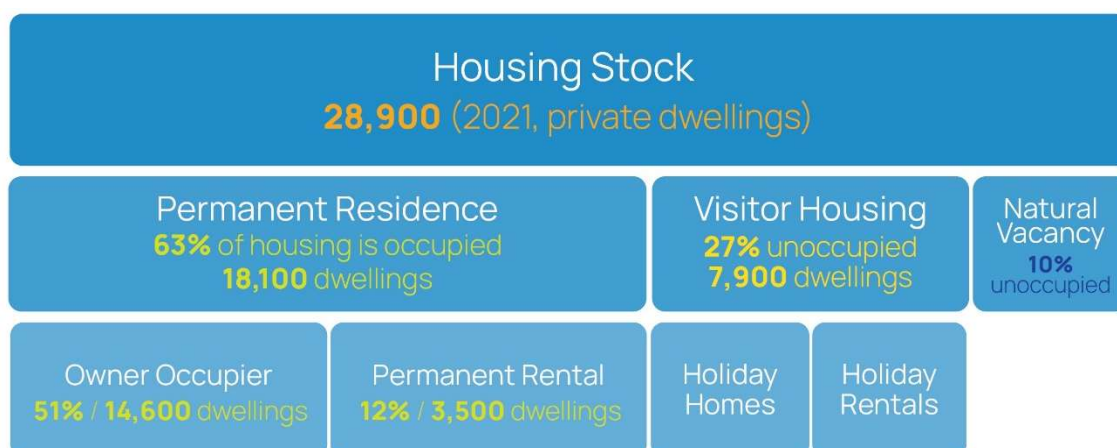 Housing Stock
28,900 (2021, private dwellings)
Permanent Residence
63% of housing is occupied
18,100 dwellings
Visitor Housing
27% unoccupied
7,900 dwellings
Natural
Vacancy
10%
unoccupied
Owner Occupier
51% / 14,600 dwellings
Permanent Rental
12% / 3,500 dwellings
Holiday
Homes
Holiday
Rentals